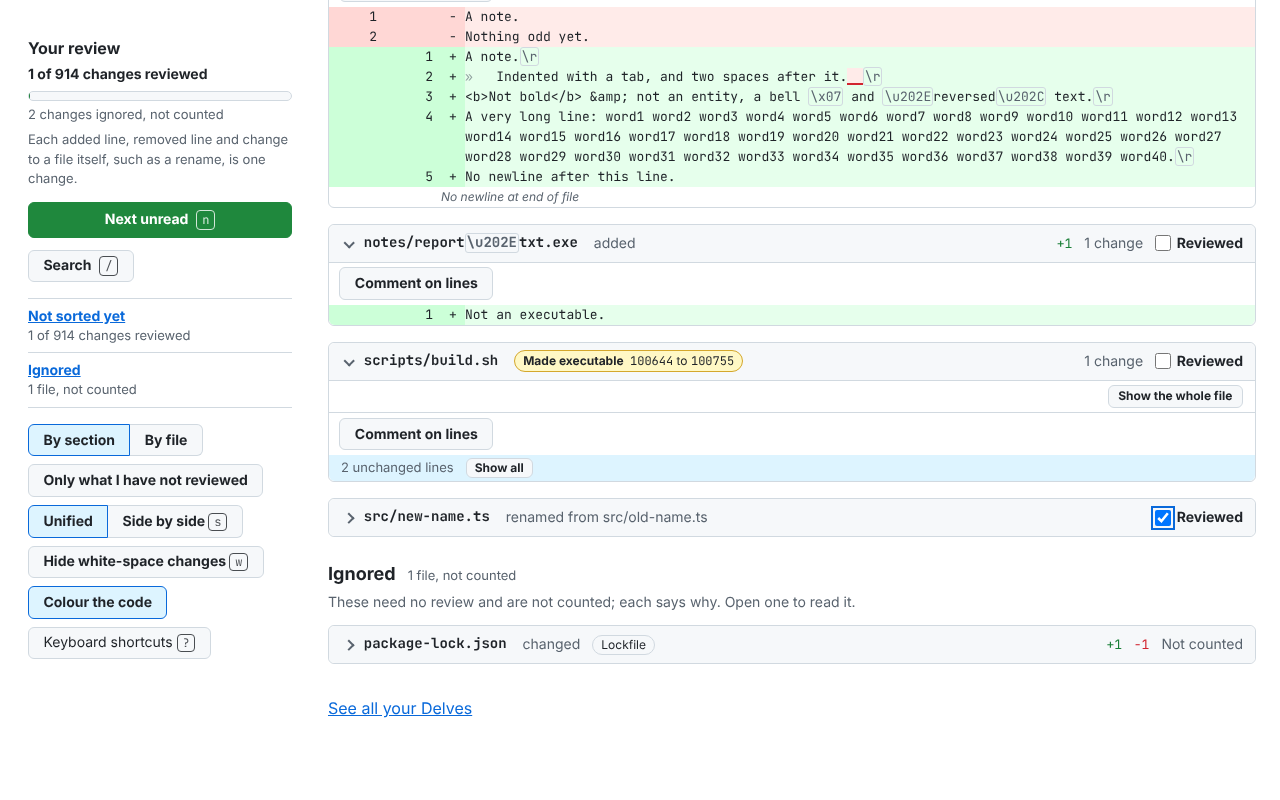 Your review
1 of 914 changes reviewed
2 changes ignored, not counted
Each added line, removed line and change
to a file itself, such as a rename, is one
change.
Next unread n
Search /
Not sorted yet
1 of 914 changes reviewed
Ignored
1 file, not counted
By section By file
Only what I have not reviewed
Unified Side by side s
Hide white-space changes w
Colour the code
Keyboard shortcuts ?
1 - A note.
2 - Nothing odd yet.
1 + A note.\r
2 + » Indented with a tab, and two spaces after it.  \r
3 + <b>Not bold</b> &amp; not an entity, a bell \x07 and \u202Ereversed\u202C text.\r
4 + A very long line: word1 word2 word3 word4 word5 word6 word7 word8 word9 word10 word11 word12 word13
word14 word15 word16 word17 word18 word19 word20 word21 word22 word23 word24 word25 word26 word27
word28 word29 word30 word31 word32 word33 word34 word35 word36 word37 word38 word39 word40.\r
5 + No newline after this line.
No newline at end of file
notes/report\u202Etxt.exe added +1 1 change Reviewed
Comment on lines
1 + Not an executable.
scripts/build.sh Made executable 100644 to 100755 1 change Reviewed
Show the whole file
Comment on lines
2 unchanged lines Show all
src/new-name.ts renamed from src/old-name.ts Reviewed
Ignored 1 file, not counted
These need no review and are not counted; each says why. Open one to read it.
package-lock.json changed Lockfile +1 -1 Not counted
See all your Delves